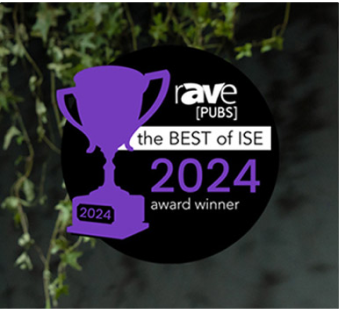 rAVe
[PUBS]
the BEST of ISE
2024
award winner
2024